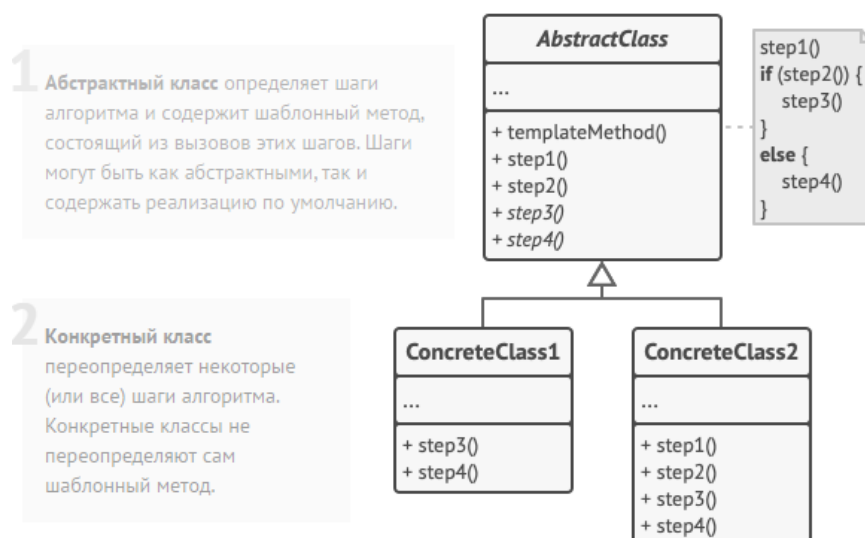 1
Абстрактный класс определяет шаги
алгоритма и содержит шаблонный метод,
состоящий из вызовов этих шагов. Шаги
могут быть как абстрактными, так и
содержать реализацию по умолчанию.
AbstractClass
...
+ templateMethod()
+ step1()
+ step2()
+ step3()
+ step4()
step1()
if (step2()) {
step3()
}
else {
step4()
}
2
Конкретный класс
переопределяет некоторые
(или все) шаги алгоритма.
Конкретные классы не
переопределяют сам
шаблонный метод.
ConcreteClass1
...
+ step3()
+ step4()
ConcreteClass2
...
+ step1()
+ step2()
+ step3()
+ step4()